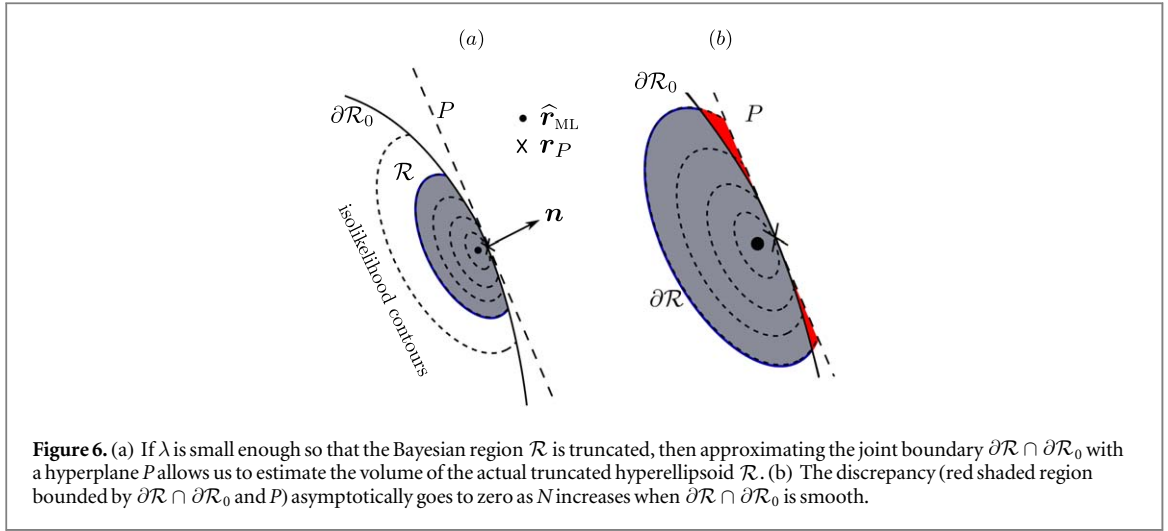 (a)
(b)
∂R₀
P
• r̂_ML
× r_P
R
n
isolikelihood contours
∂R₀
P
∂R
Figure 6. (a) If λ is small enough so that the Bayesian region R is truncated, then approximating the joint boundary ∂R ∩ ∂R₀ with
a hyperplane P allows us to estimate the volume of the actual truncated hyperellipsoid R. (b) The discrepancy (red shaded region
bounded by ∂R ∩ ∂R₀ and P) asymptotically goes to zero as N increases when ∂R ∩ ∂R₀ is smooth.